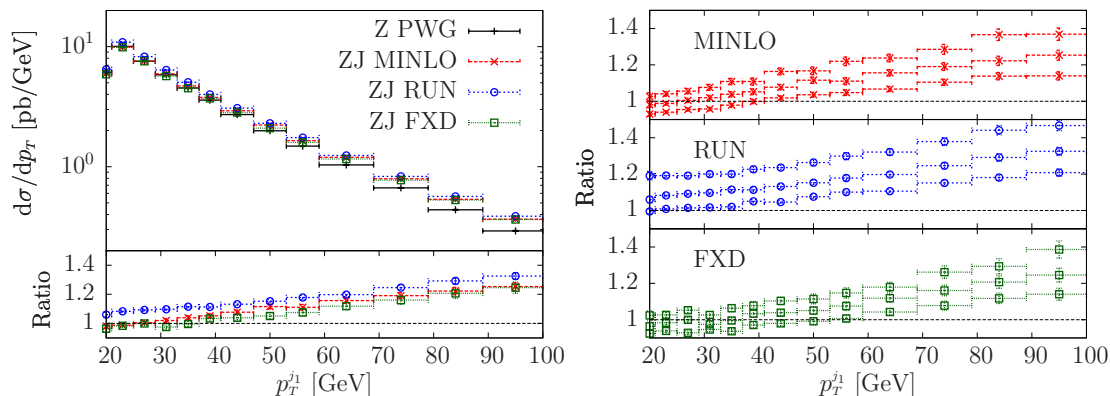 dσ/dp_T [pb/GeV]
10^1
10^0
Z PWG
ZJ MINLO
ZJ RUN
ZJ FXD
Ratio
1.4
1.2
1
20 30 40 50 60 70 80 90 100
p_T^{j_1} [GeV]
MINLO
1.4
1.2
1
RUN
Ratio
1.4
1.2
1
FXD
1.4
1.2
1
20 30 40 50 60 70 80 90 100
p_T^{j_1} [GeV]